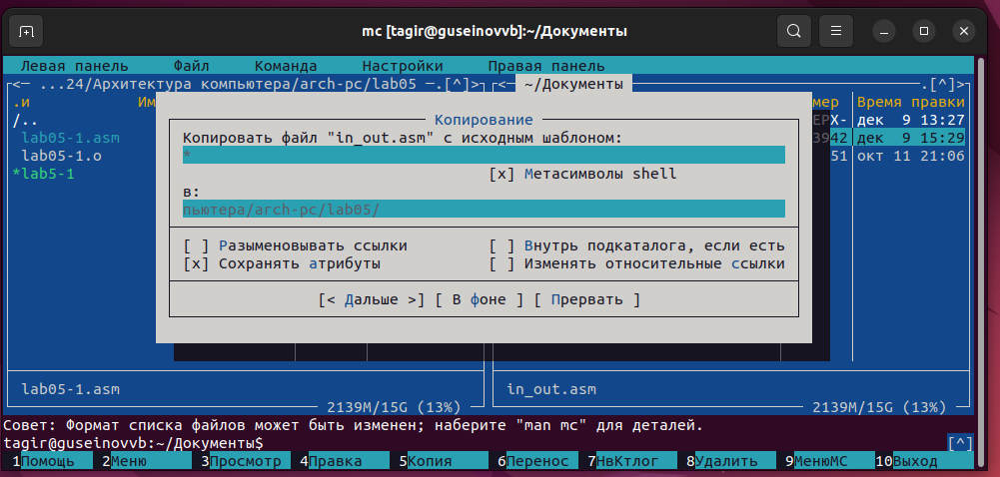 mc [tagir@guseinovvb]:~/Документы
Левая панель Файл Команда Настройки Правая панель
<— ...24/Архитектура компьютера/arch-pc/lab05 —.[^]>
<— ~/Документы .[^]>
.и Им мер Время правки
/.. ЕРХ- дек 9 13:27
lab05-1.asm 3942 дек 9 15:29
lab05-1.o 51 окт 11 21:06
*lab5-1
Копирование
Копировать файл "in_out.asm" с исходным шаблоном:
*
[x] Метасимволы shell
в:
пьютера/arch-pc/lab05/
[ ] Разыменовывать ссылки [ ] Внутрь подкаталога, если есть
[x] Сохранять атрибуты [ ] Изменять относительные ссылки
[< Дальше >] [ В фоне ] [ Прервать ]
lab05-1.asm in_out.asm
2139M/15G (13%) 2139M/15G (13%)
Совет: Формат списка файлов может быть изменен; наберите "man mc" для деталей.
tagir@guseinovvb:~/Документы$ [^]
1Помощь 2Меню 3Просмотр 4Правка 5Копия 6Перенос 7НвКтлог 8Удалить 9МенюMC 10Выход